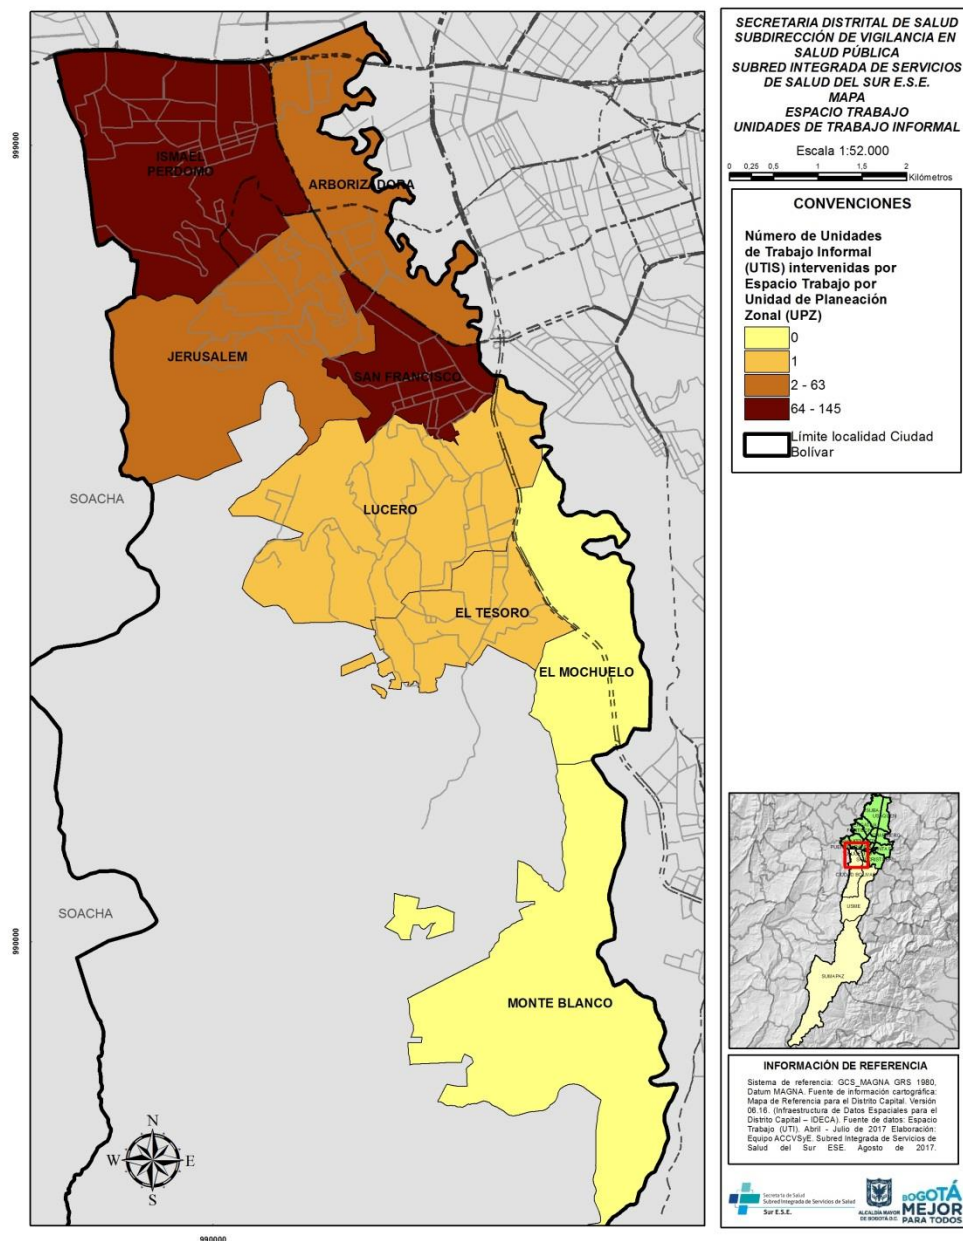 SECRETARIA DISTRITAL DE SALUD
SUBDIRECCIÓN DE VIGILANCIA EN
SALUD PÚBLICA
SUBRED INTEGRADA DE SERVICIOS
DE SALUD DEL SUR E.S.E.
MAPA
ESPACIO TRABAJO
UNIDADES DE TRABAJO INFORMAL
Escala 1:52.000
0 0,25 0,5 1 1,5 2
Kilómetros
CONVENCIONES
Número de Unidades
de Trabajo Informal
(UTIS) intervenidas por
Espacio Trabajo por
Unidad de Planeación
Zonal (UPZ)
0
1
2 - 63
64 - 145
Límite localidad Ciudad
Bolívar
ISMAEL
PERDOMO
ARBORIZADORA
JERUSALEM
SAN FRANCISCO
SOACHA
LUCERO
EL TESORO
EL MOCHUELO
SOACHA
MONTE BLANCO
N
W E
S
999000
990000
990000
USME
SUMAPAZ
INFORMACIÓN DE REFERENCIA
Sistema de referencia: GCS_MAGNA GRS 1980,
Datum MAGNA. Fuente de información cartográfica:
Mapa de Referencia para el Distrito Capital. Versión
06.16. (Infraestructura de Datos Espaciales para el
Distrito Capital – IDECA). Fuente de datos: Espacio
Trabajo (UTI). Abril - Julio de 2017 Elaboración:
Equipo ACCVSyE. Subred Integrada de Servicios de
Salud del Sur ESE. Agosto de 2017.
Secretaría de Salud
Subred Integrada de Servicios de Salud
Sur E.S.E.
ALCALDÍA MAYOR
DE BOGOTÁ D.C.
BOGOTÁ
MEJOR
PARA TODOS